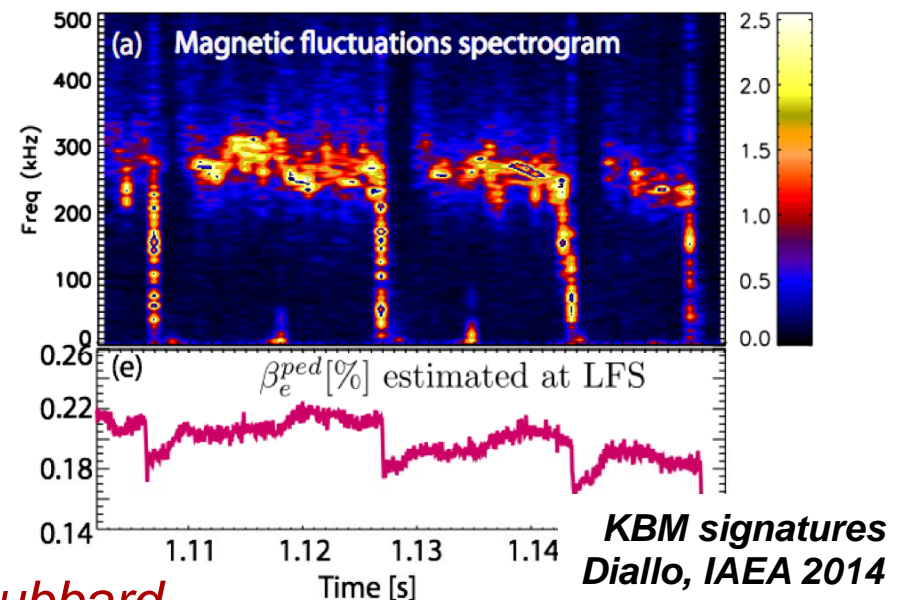 (a) Magnetic fluctuations spectrogram
Freq (kHz)
500
400
300
200
100
0
2.5
2.0
1.5
1.0
0.5
0.0
(e) β_e^{ped}[%] estimated at LFS
0.26
0.22
0.18
0.14
1.11 1.12 1.13 1.14
Time [s]
KBM signatures
Diallo, IAEA 2014
ubbard